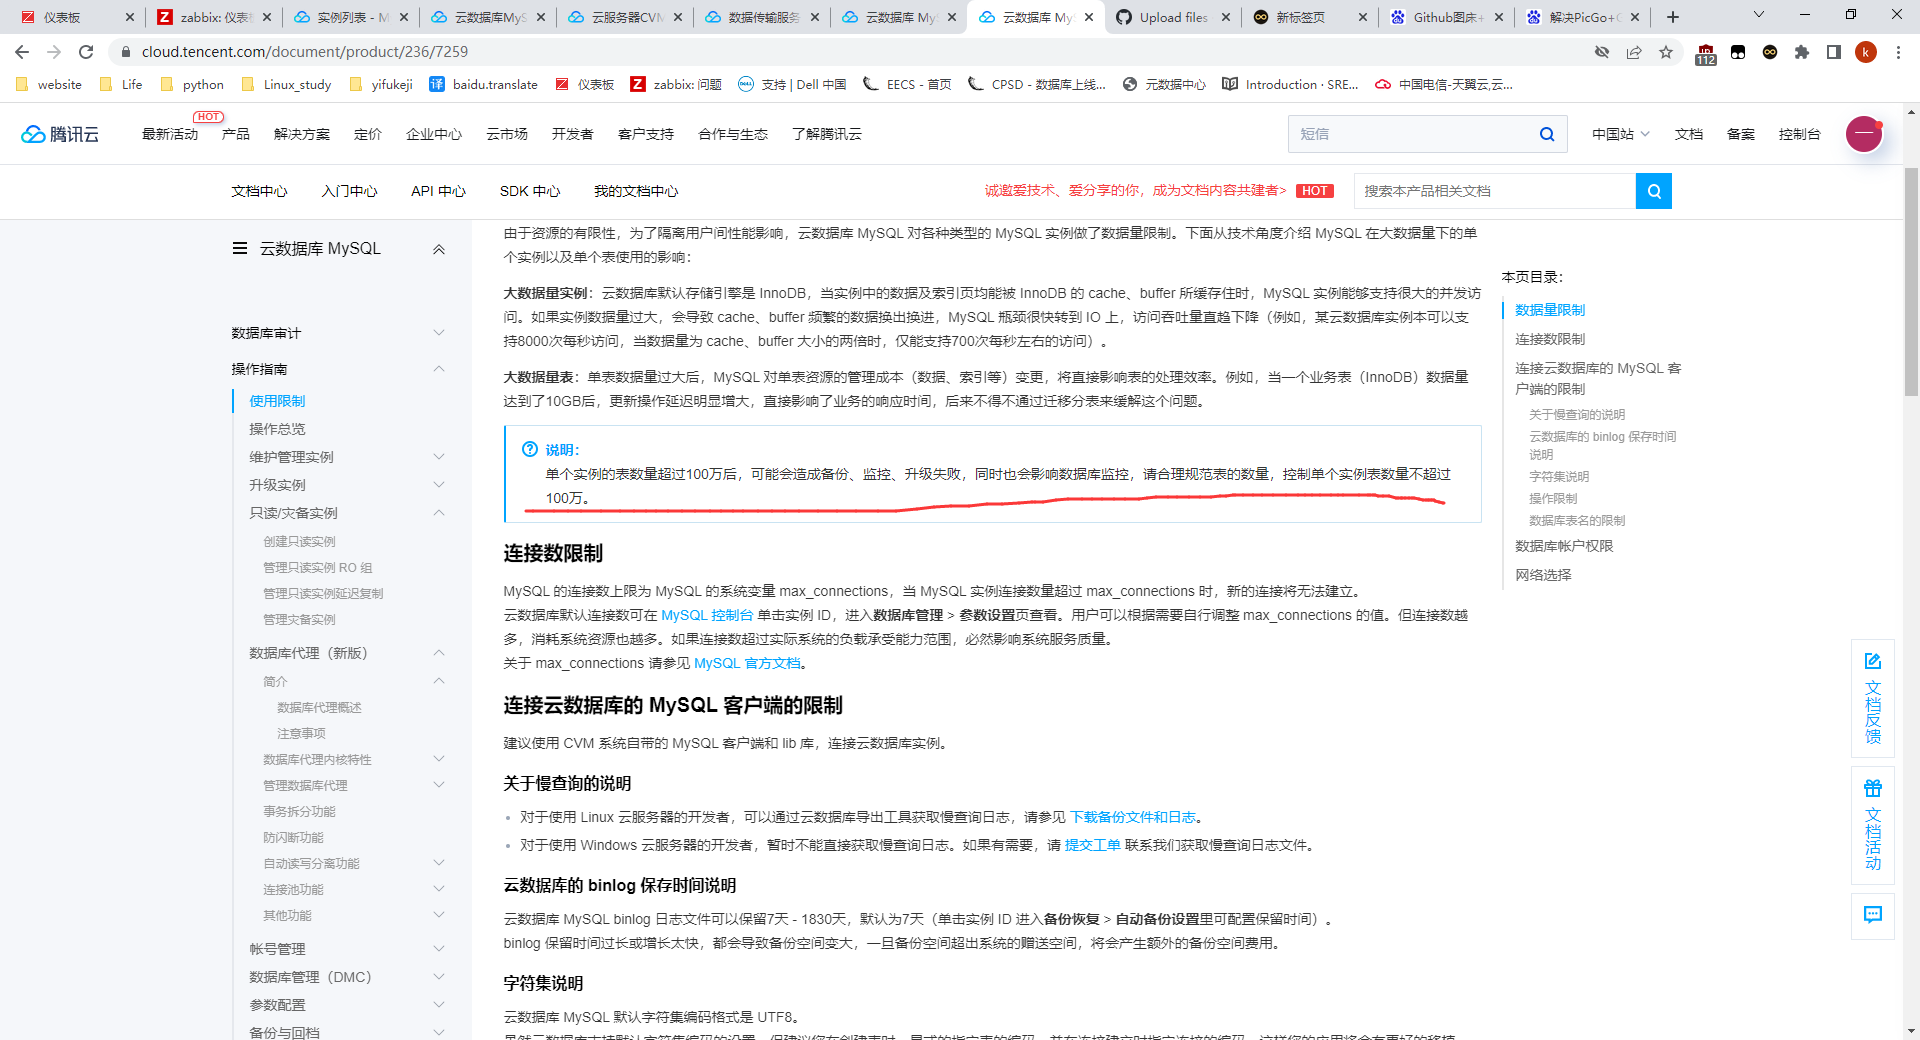 仪表板
zabbix: 仪表
实例列表 - M
云数据库MyS
云服务器CVM
数据传输服务
云数据库 My
云数据库 My
Upload files
新标签页
Github图床+
解决PicGo+G
cloud.tencent.com/document/product/236/7259
112
k
website
Life
python
Linux_study
yifukeji
译 baidu.translate
仪表板
zabbix: 问题
支持 | Dell 中国
EECS - 首页
CPSD - 数据库上线...
元数据中心
Introduction · SRE...
中国电信-天翼云,云...
腾讯云
最新活动
HOT
产品
解决方案
定价
企业中心
云市场
开发者
客户支持
合作与生态
了解腾讯云
短信
中国站
文档
备案
控制台
文档中心
入门中心
API 中心
SDK 中心
我的文档中心
诚邀爱技术、爱分享的你，成为文档内容共建者>
HOT
搜索本产品相关文档
云数据库 MySQL
数据库审计
操作指南
使用限制
操作总览
维护管理实例
升级实例
只读/灾备实例
创建只读实例
管理只读实例 RO 组
管理只读实例延迟复制
管理灾备实例
数据库代理（新版）
简介
数据库代理概述
注意事项
数据库代理内核特性
管理数据库代理
事务拆分功能
防闪断功能
自动读写分离功能
连接池功能
其他功能
帐号管理
数据库管理（DMC）
参数配置
备份与回档
由于资源的有限性，为了隔离用户间性能影响，云数据库 MySQL 对各种类型的 MySQL 实例做了数据量限制。下面从技术角度介绍 MySQL 在大数据量下的单
个实例以及单个表使用的影响：
大数据量实例：云数据库默认存储引擎是 InnoDB，当实例中的数据及索引页均能被 InnoDB 的 cache、buffer 所缓存住时，MySQL 实例能够支持很大的并发访
问。如果实例数据量过大，会导致 cache、buffer 频繁的数据换出换进，MySQL 瓶颈很快转到 IO 上，访问吞吐量直趋下降（例如，某云数据库实例本可以支
持8000次每秒访问，当数据量为 cache、buffer 大小的两倍时，仅能支持700次每秒左右的访问）。
大数据量表：单表数据量过大后，MySQL 对单表资源的管理成本（数据、索引等）变更，将直接影响表的处理效率。例如，当一个业务表（InnoDB）数据量
达到了10GB后，更新操作延迟明显增大，直接影响了业务的响应时间，后来不得不通过迁移分表来缓解这个问题。
说明：
单个实例的表数量超过100万后，可能会造成备份、监控、升级失败，同时也会影响数据库监控，请合理规范表的数量，控制单个实例表数量不超过
100万。
连接数限制
MySQL 的连接数上限为 MySQL 的系统变量 max_connections，当 MySQL 实例连接数量超过 max_connections 时，新的连接将无法建立。
云数据库默认连接数可在 MySQL 控制台 单击实例 ID，进入数据库管理 > 参数设置页查看。用户可以根据需要自行调整 max_connections 的值。但连接数越
多，消耗系统资源也越多。如果连接数超过实际系统的负载承受能力范围，必然影响系统服务质量。
关于 max_connections 请参见 MySQL 官方文档。
连接云数据库的 MySQL 客户端的限制
建议使用 CVM 系统自带的 MySQL 客户端和 lib 库，连接云数据库实例。
关于慢查询的说明
对于使用 Linux 云服务器的开发者，可以通过云数据库导出工具获取慢查询日志，请参见 下载备份文件和日志。
对于使用 Windows 云服务器的开发者，暂时不能直接获取慢查询日志。如果有需要，请 提交工单 联系我们获取慢查询日志文件。
云数据库的 binlog 保存时间说明
云数据库 MySQL binlog 日志文件可以保留7天 - 1830天，默认为7天（单击实例 ID 进入备份恢复 > 自动备份设置里可配置保留时间）。
binlog 保留时间过长或增长太快，都会导致备份空间变大，一旦备份空间超出系统的赠送空间，将会产生额外的备份空间费用。
字符集说明
云数据库 MySQL 默认字符集编码格式是 UTF8。
本页目录：
数据量限制
连接数限制
连接云数据库的 MySQL 客
户端的限制
关于慢查询的说明
云数据库的 binlog 保存时间
说明
字符集说明
操作限制
数据库表名的限制
数据库帐户权限
网络选择
文档反馈
文档活动